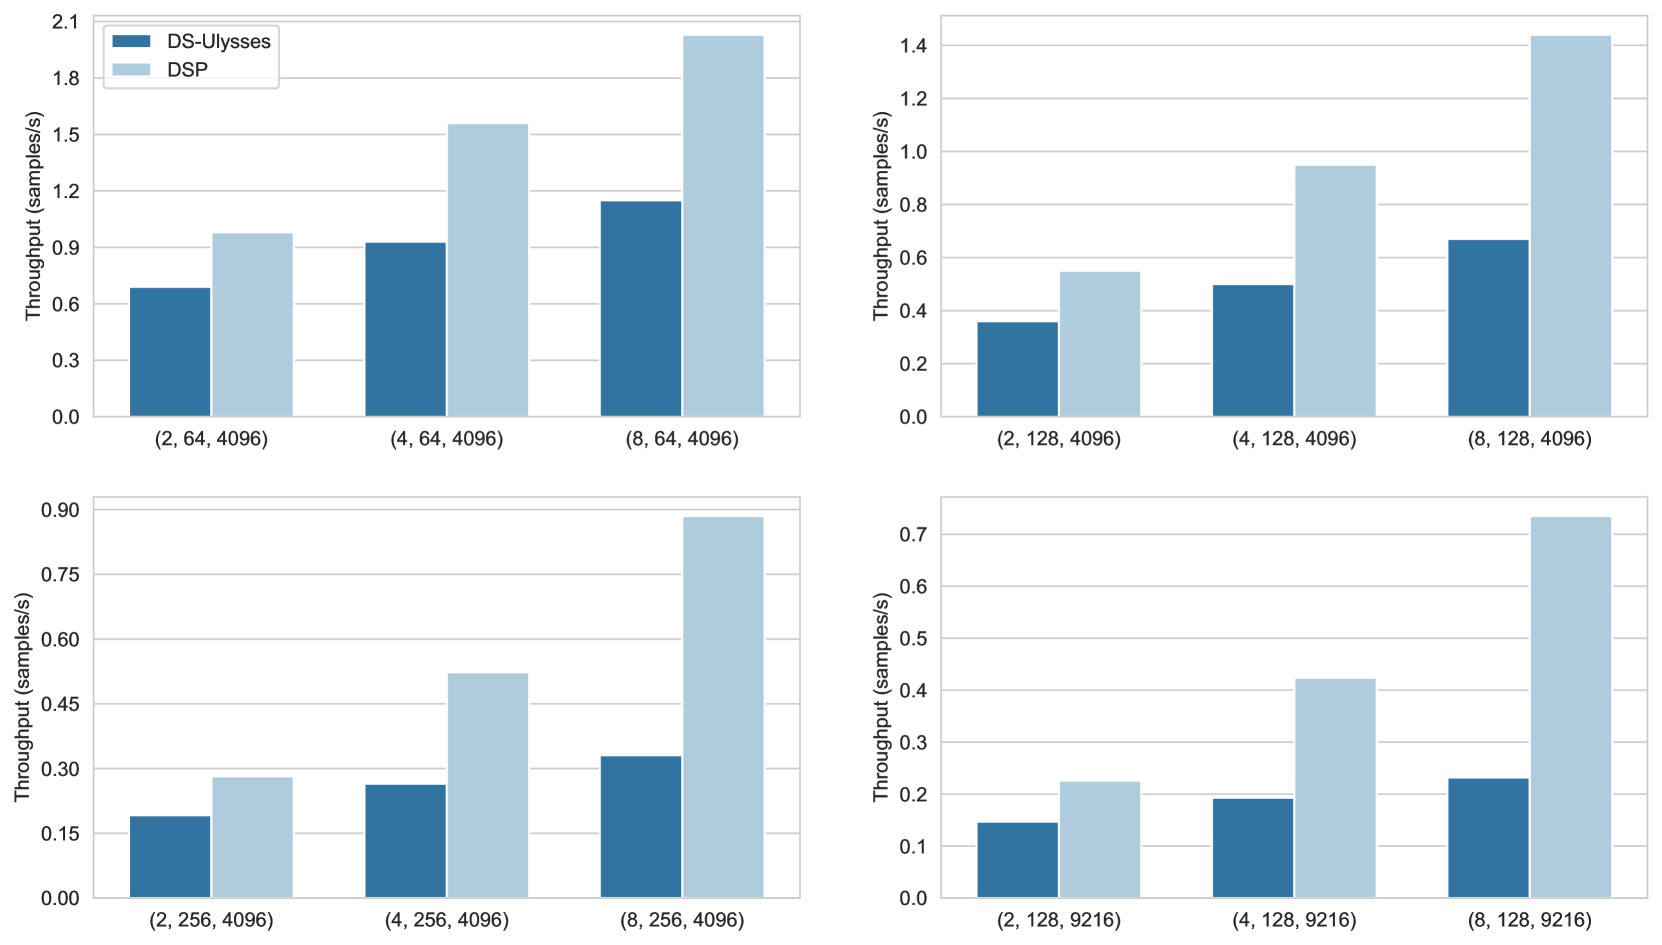 2.1
1.8
1.5
1.2
0.9
0.6
0.3
0.0
Throughput (samples/s)
DS-Ulysses
DSP
(2, 64, 4096)
(4, 64, 4096)
(8, 64, 4096)
1.4
1.2
1.0
0.8
0.6
0.4
0.2
0.0
Throughput (samples/s)
(2, 128, 4096)
(4, 128, 4096)
(8, 128, 4096)
0.90
0.75
0.60
0.45
0.30
0.15
0.00
Throughput (samples/s)
(2, 256, 4096)
(4, 256, 4096)
(8, 256, 4096)
0.7
0.6
0.5
0.4
0.3
0.2
0.1
0.0
Throughput (samples/s)
(2, 128, 9216)
(4, 128, 9216)
(8, 128, 9216)